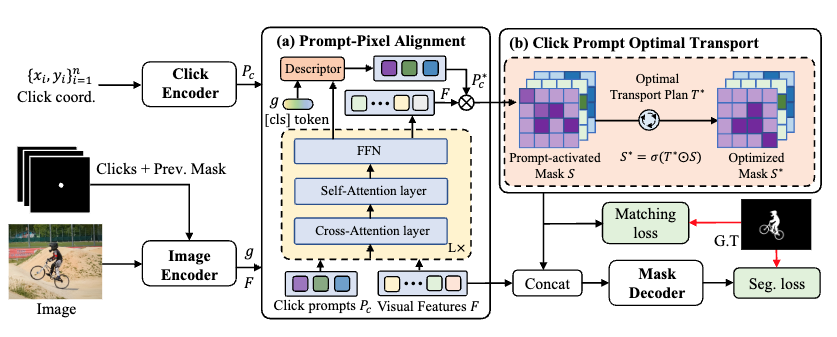 (a) Prompt-Pixel Alignment
(b) Click Prompt Optimal Transport
{x_i, y_i}^n_{i=1}
Click coord.
Click
Encoder
P_c
Descriptor
g
[cls] token
F
P_c^*
Optimal
Transport Plan T*
S* = σ(T*⊙S)
Prompt-activated
Mask S
Optimized
Mask S*
FFN
Self-Attention layer
Cross-Attention layer
L×
Clicks + Prev. Mask
Image
Encoder
g
F
Image
Click prompts P_c
Visual Features F
Matching
loss
G.T
Concat
Mask
Decoder
Seg. loss